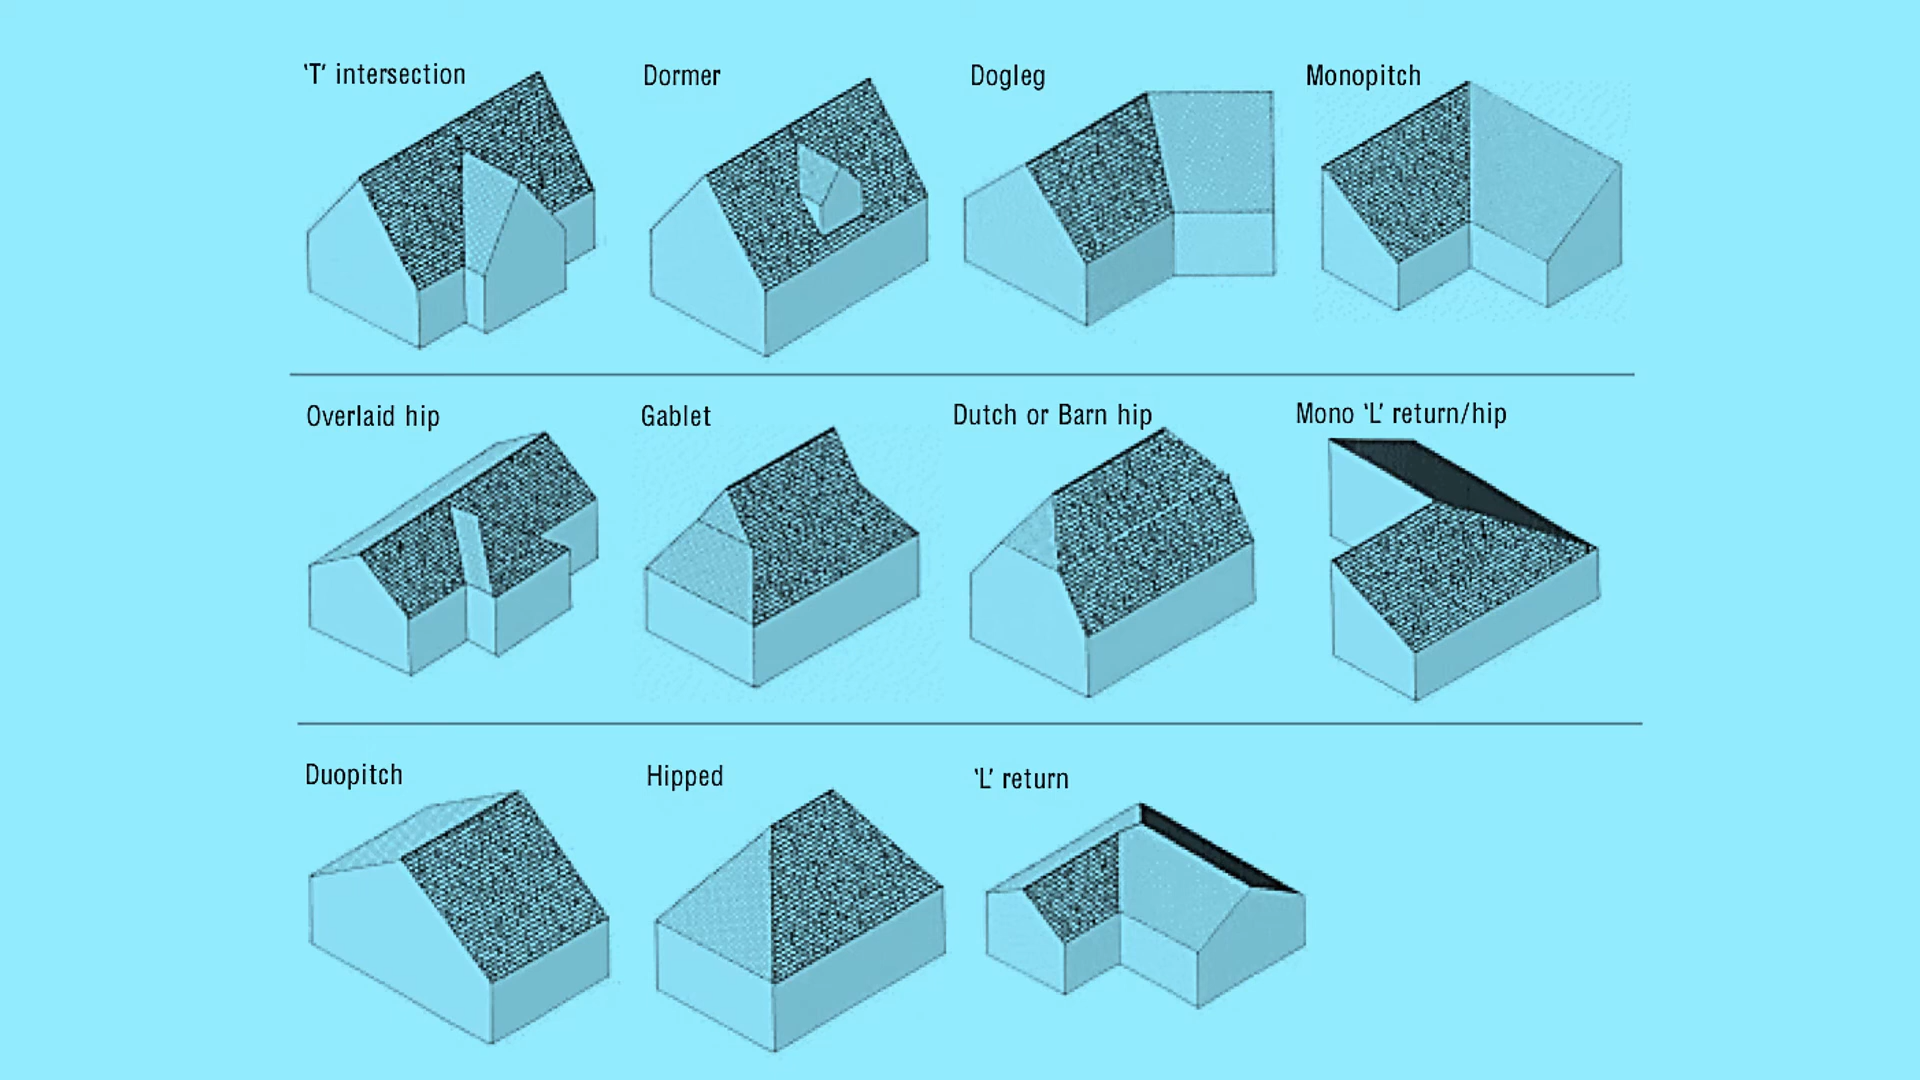 ‘T’ intersection
Dormer
Dogleg
Monopitch
Overlaid hip
Gablet
Dutch or Barn hip
Mono ‘L’ return/hip
Duopitch
Hipped
‘L’ return